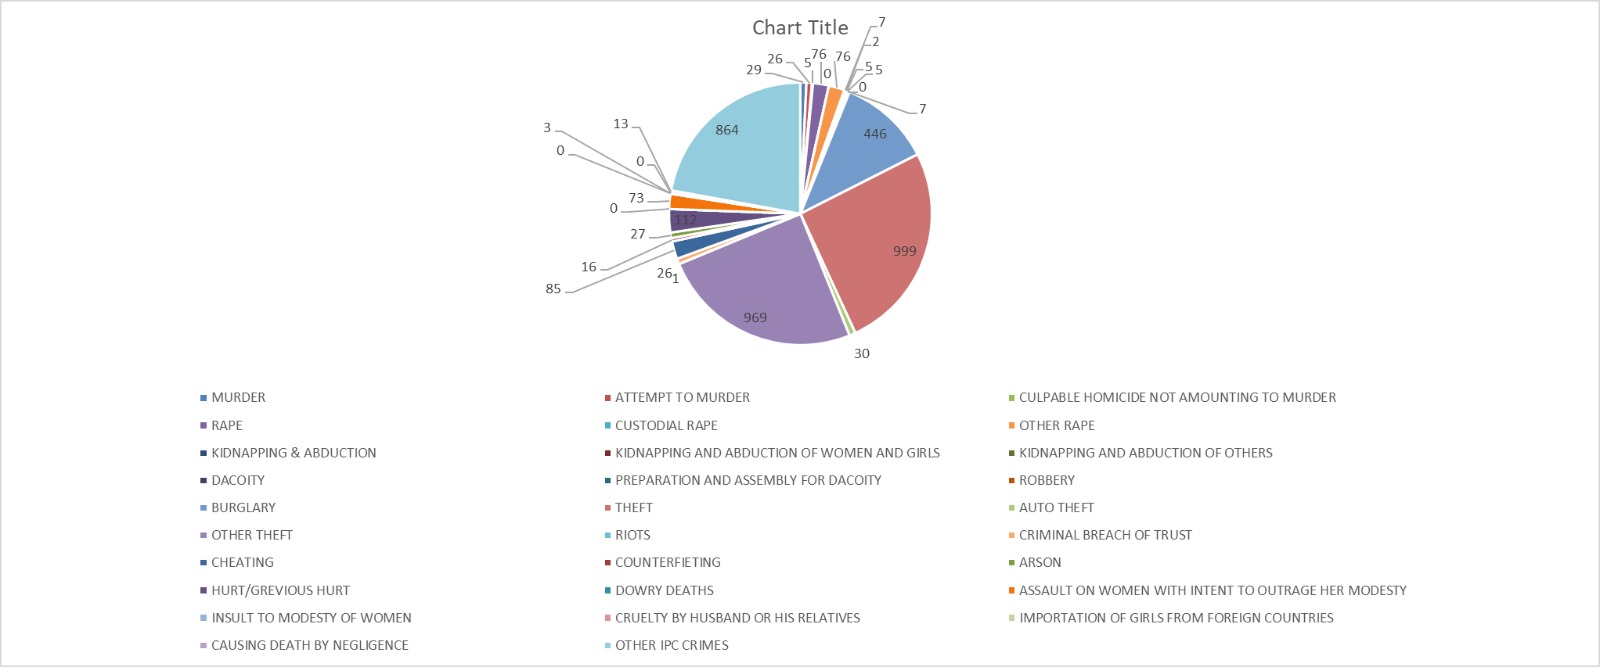 Chart Title
29
26
5
76
0
76
7
2
5
5
0
7
446
999
30
969
1
26
85
16
27
112
0
73
0
3
0
13
864
MURDER
ATTEMPT TO MURDER
CULPABLE HOMICIDE NOT AMOUNTING TO MURDER
RAPE
CUSTODIAL RAPE
OTHER RAPE
KIDNAPPING & ABDUCTION
KIDNAPPING AND ABDUCTION OF WOMEN AND GIRLS
KIDNAPPING AND ABDUCTION OF OTHERS
DACOITY
PREPARATION AND ASSEMBLY FOR DACOITY
ROBBERY
BURGLARY
THEFT
AUTO THEFT
OTHER THEFT
RIOTS
CRIMINAL BREACH OF TRUST
CHEATING
COUNTERFIETING
ARSON
HURT/GREVIOUS HURT
DOWRY DEATHS
ASSAULT ON WOMEN WITH INTENT TO OUTRAGE HER MODESTY
INSULT TO MODESTY OF WOMEN
CRUELTY BY HUSBAND OR HIS RELATIVES
IMPORTATION OF GIRLS FROM FOREIGN COUNTRIES
CAUSING DEATH BY NEGLIGENCE
OTHER IPC CRIMES